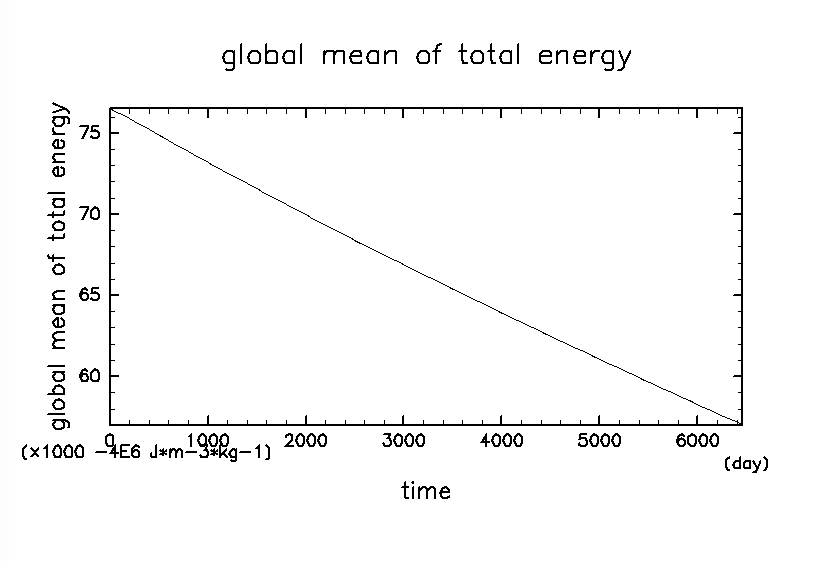 global mean of total energy
global mean of total energy
75
70
65
60
0 1000 2000 3000 4000 5000 6000
(×1000 -4E6 J*m-3*kg-1)
(day)
time